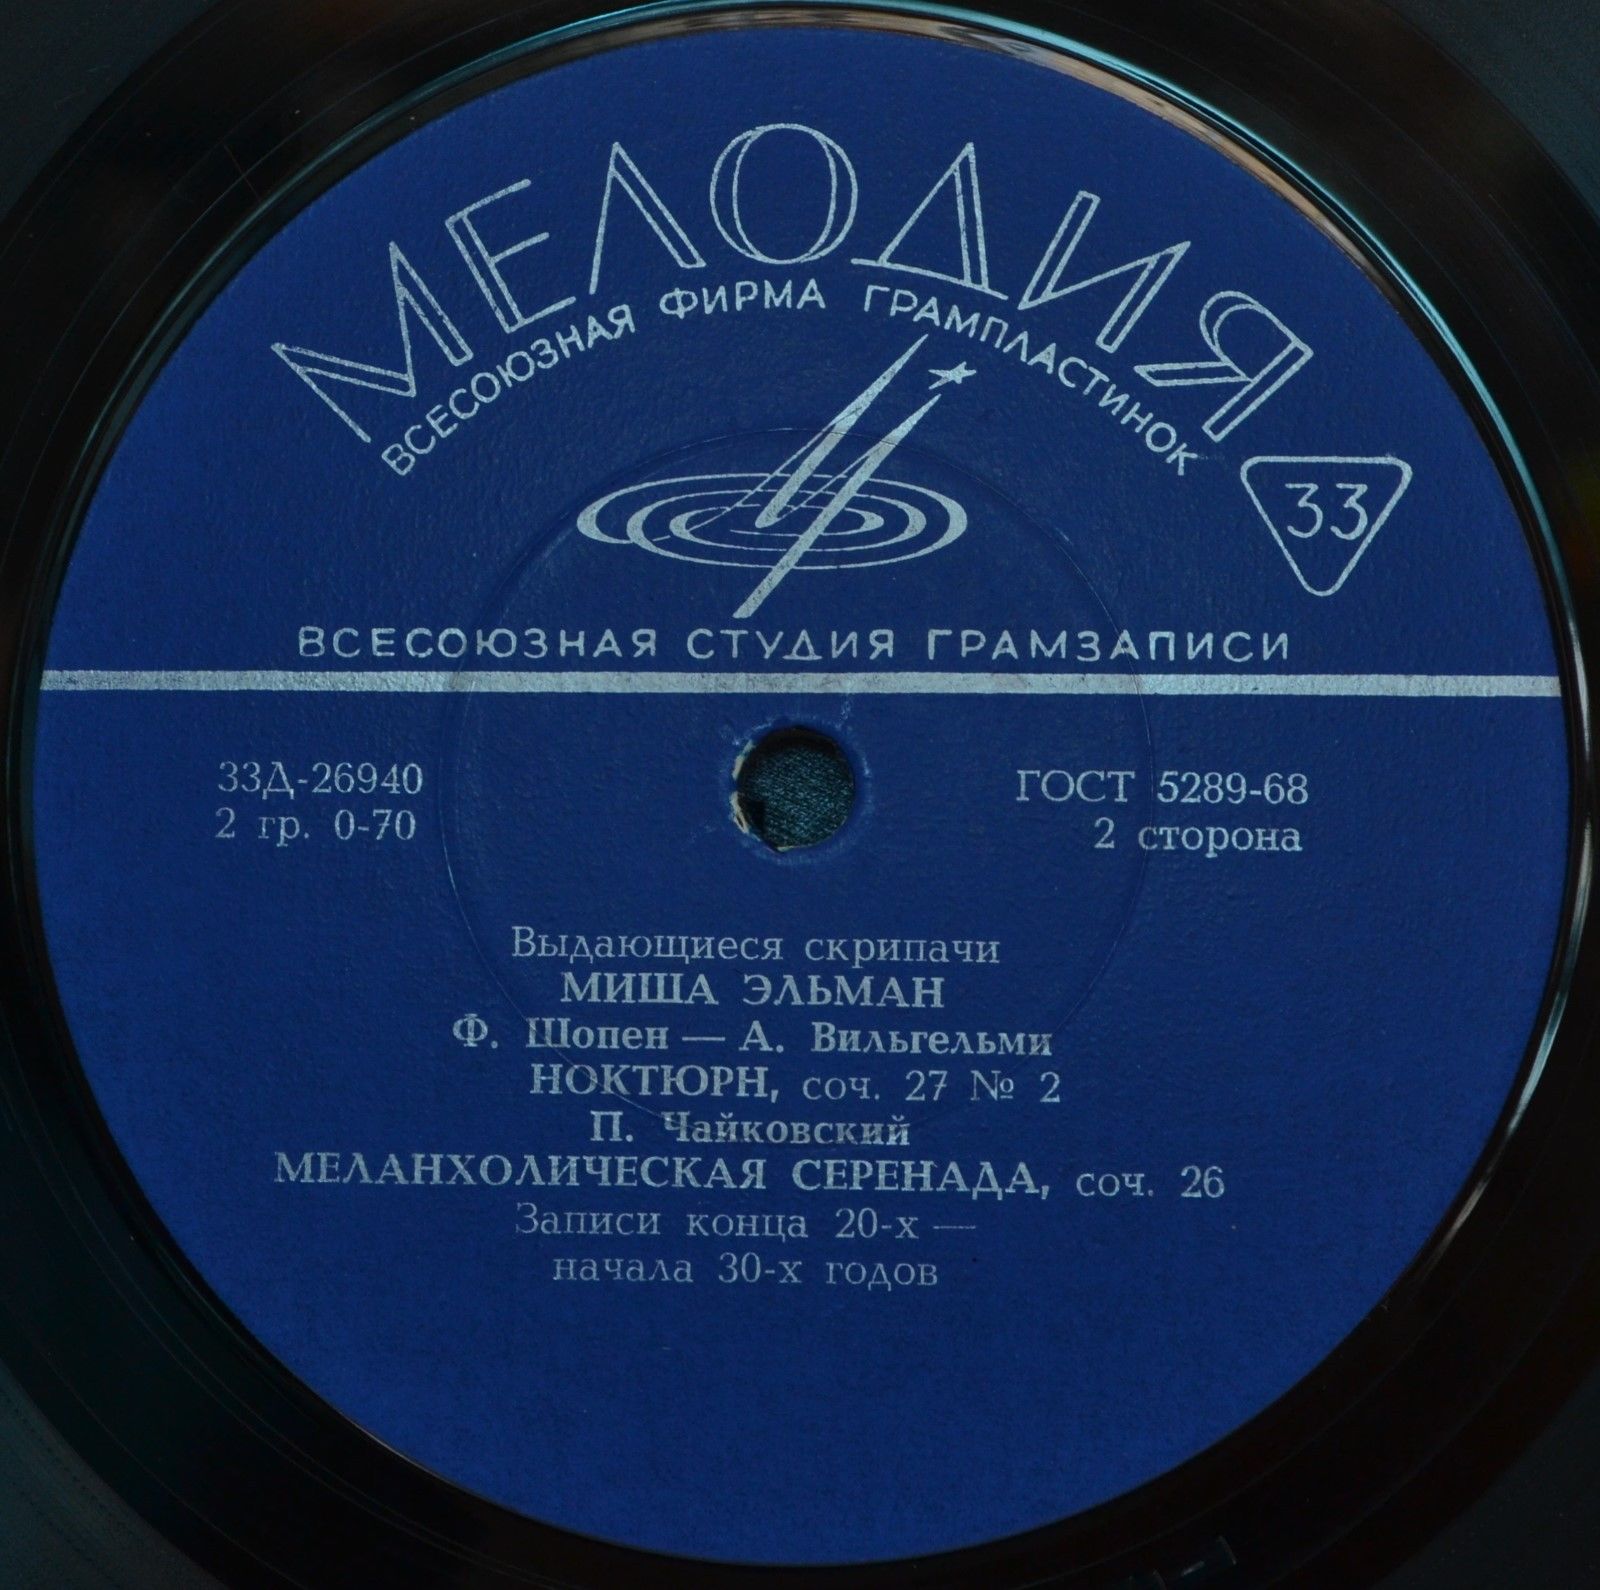 МЕЛОДИЯ
ВСЕСОЮЗНАЯ ФИРМА ГРАМПЛАСТИНОК
33
ВСЕСОЮЗНАЯ СТУДИЯ ГРАМЗАПИСИ
33Д-26940
ГОСТ 5289-68
2 гр. 0-70
2 сторона
Выдающиеся скрипачи
МИША ЭЛЬМАН
Ф. Шопен — А. Вильгельми
НОКТЮРН, соч. 27 № 2
П. Чайковский
МЕЛАНХОЛИЧЕСКАЯ СЕРЕНАДА, соч. 26
Записи конца 20-х —
начала 30-х годов